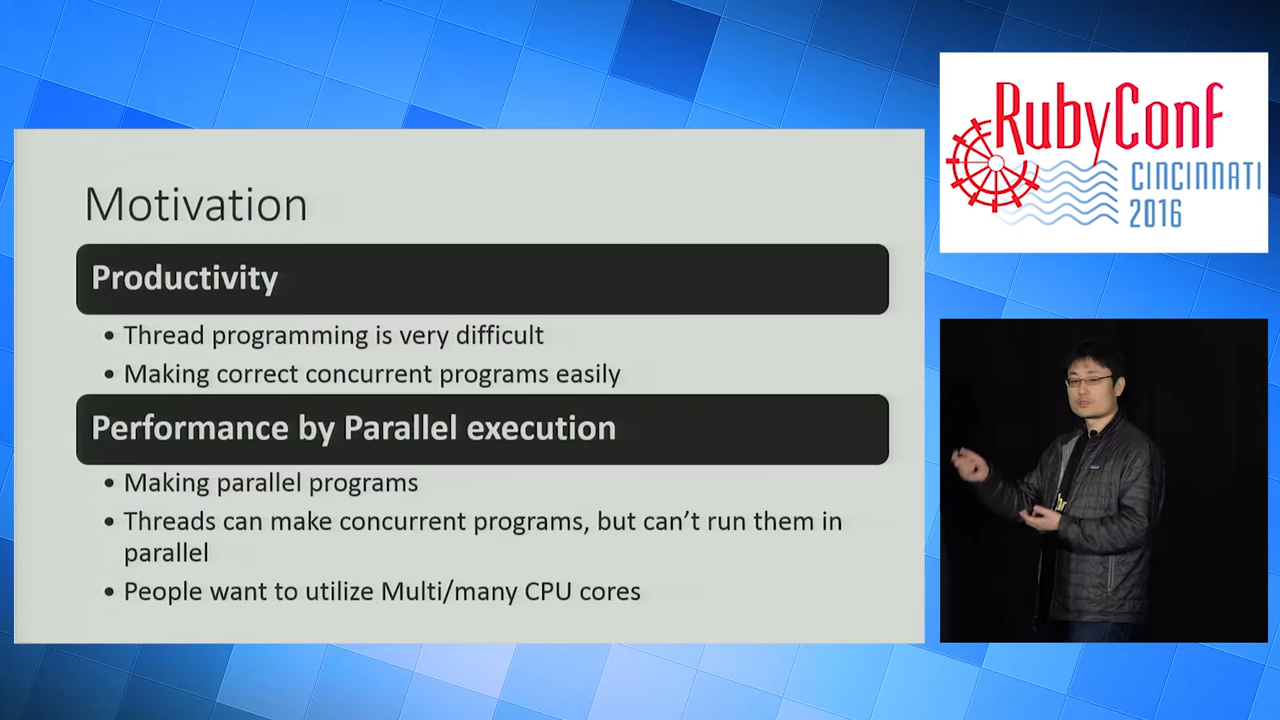 Motivation
Productivity
• Thread programming is very difficult
• Making correct concurrent programs easily
Performance by Parallel execution
• Making parallel programs
• Threads can make concurrent programs, but can’t run them in
parallel
• People want to utilize Multi/many CPU cores
RubyConf
CINCINNATI
2016